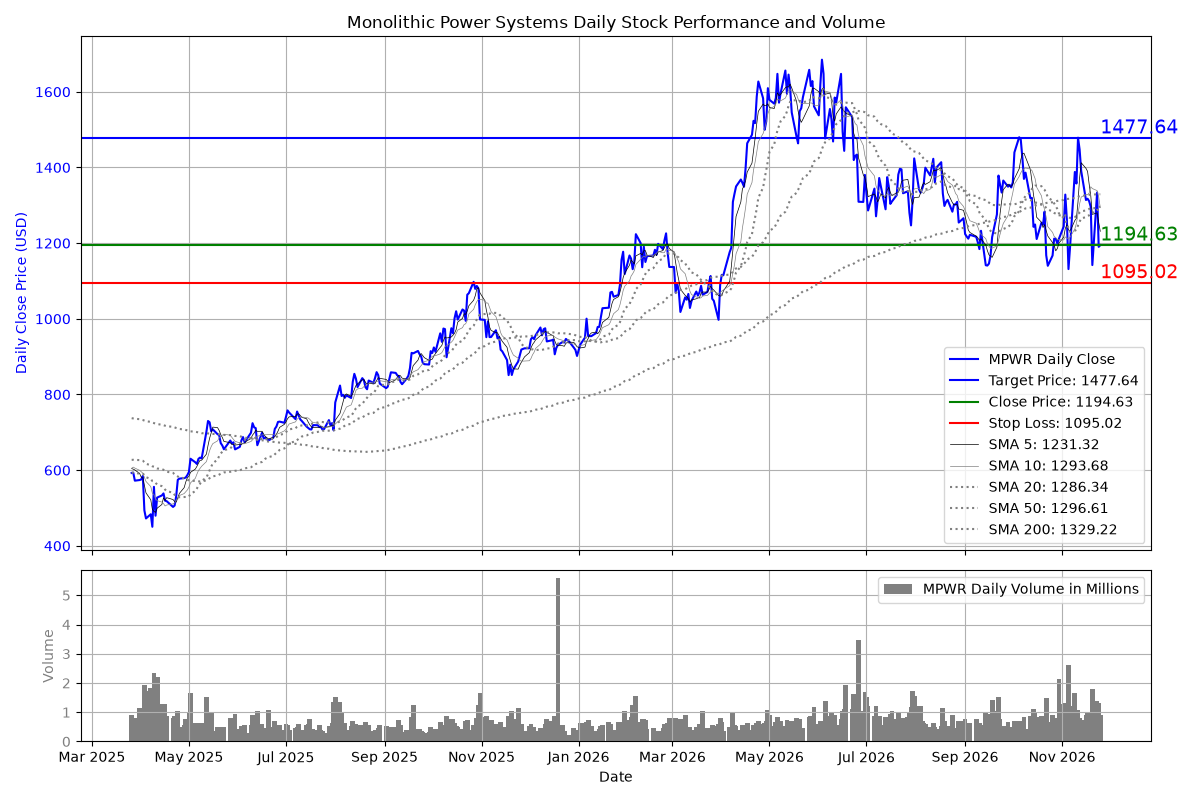 Monolithic Power Systems Daily Stock Performance and Volume
Daily Close Price (USD)
1600
1400
1200
1000
800
600
400
1477.64
1194.63
1095.02
MPWR Daily Close
Target Price: 1477.64
Close Price: 1194.63
Stop Loss: 1095.02
SMA 5: 1231.32
SMA 10: 1293.68
SMA 20: 1286.34
SMA 50: 1296.61
SMA 200: 1329.22
Volume
5
4
3
2
1
0
MPWR Daily Volume in Millions
Mar 2025 May 2025 Jul 2025 Sep 2025 Nov 2025 Jan 2026 Mar 2026 May 2026 Jul 2026 Sep 2026 Nov 2026
Date